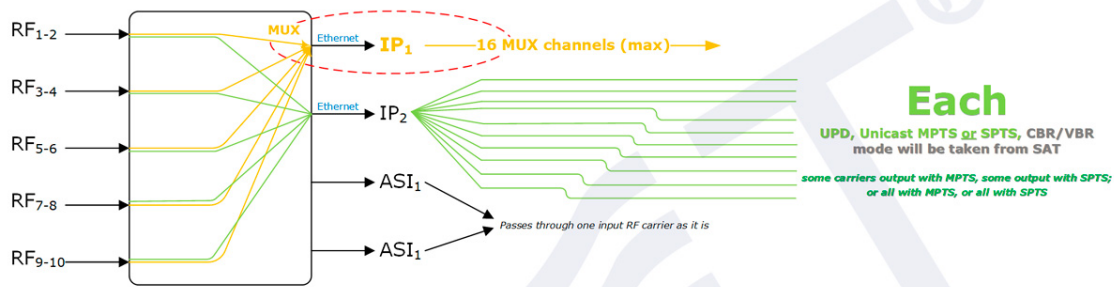 RF1-2
MUX
Ethernet
IP1
16 MUX channels (max)
RF3-4
Ethernet
IP2
Each
UPD, Unicast MPTS or SPTS, CBR/VBR
mode will be taken from SAT
RF5-6
some carriers output with MPTS, some output with SPTS;
or all with MPTS, or all with SPTS
ASI1
RF7-8
Passes through one input RF carrier as it is
ASI1
RF9-10